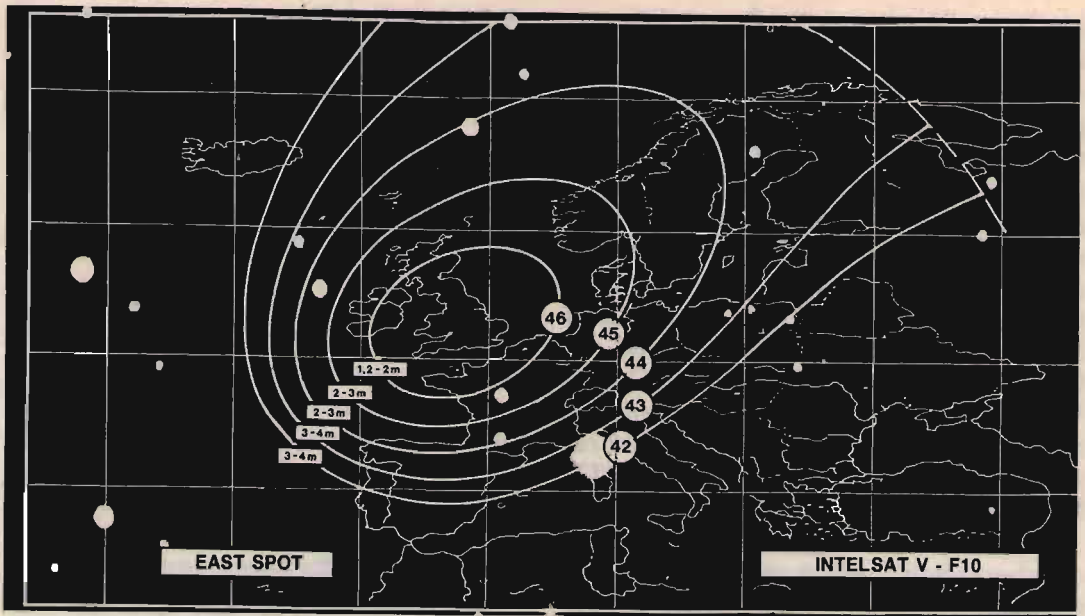 46
45
44
1,2-2m
2-3m
43
2-3m
3-4m
42
3-4m
EAST SPOT
INTELSAT V - F10